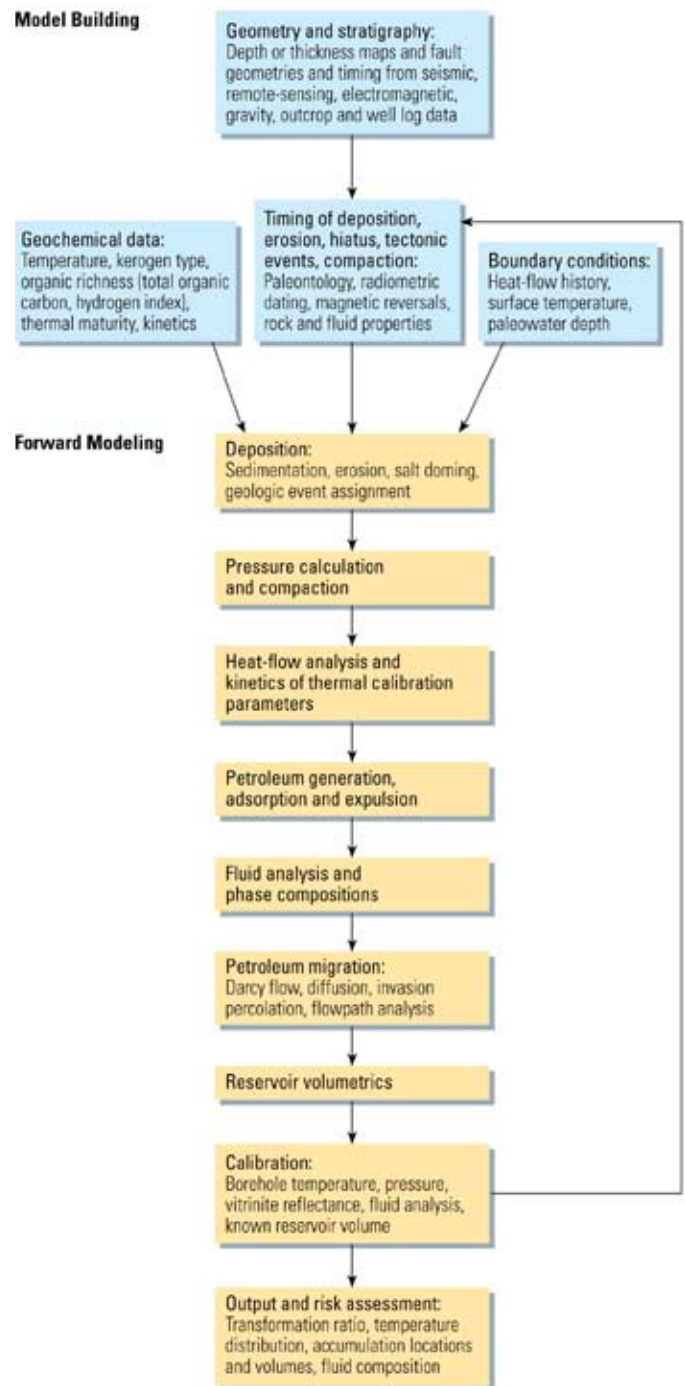 Model Building
Geometry and stratigraphy:
Depth or thickness maps and fault
geometries and timing from seismic,
remote-sensing, electromagnetic,
gravity, outcrop and well log data
Geochemical data:
Temperature, kerogen type,
organic richness (total organic
carbon, hydrogen index),
thermal maturity, kinetics
Timing of deposition,
erosion, hiatus, tectonic
events, compaction:
Paleontology, radiometric
dating, magnetic reversals,
rock and fluid properties
Boundary conditions:
Heat-flow history,
surface temperature,
paleowater depth
Forward Modeling
Deposition:
Sedimentation, erosion, salt doming,
geologic event assignment
Pressure calculation
and compaction
Heat-flow analysis and
kinetics of thermal calibration
parameters
Petroleum generation,
adsorption and expulsion
Fluid analysis and
phase compositions
Petroleum migration:
Darcy flow, diffusion, invasion
percolation, flowpath analysis
Reservoir volumetrics
Calibration:
Borehole temperature, pressure,
vitrinite reflectance, fluid analysis,
known reservoir volume
Output and risk assessment:
Transformation ratio, temperature
distribution, accumulation locations
and volumes, fluid composition